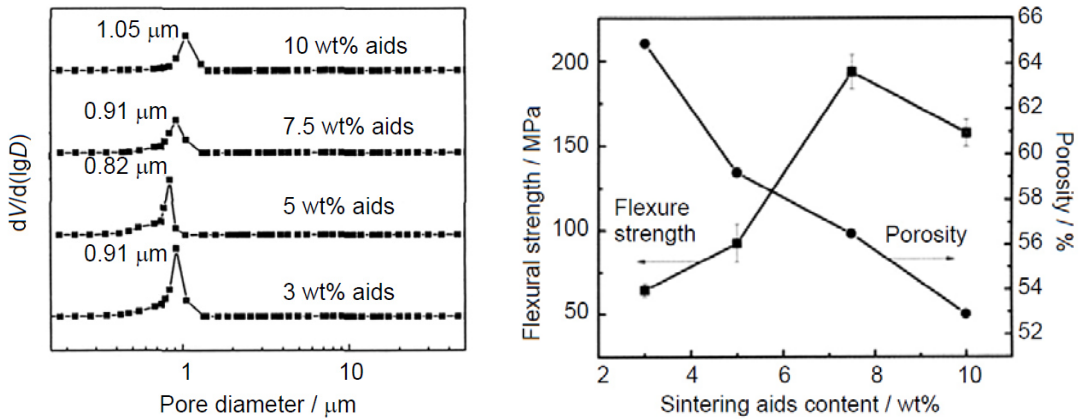 1.05 μm
10 wt% aids
0.91 μm
7.5 wt% aids
0.82 μm
5 wt% aids
0.91 μm
3 wt% aids
dV/d(lgD)
1
10
Pore diameter / μm
200
150
100
50
Flexural strength / MPa
Flexure
strength
Porosity
66
64
62
60
58
56
54
52
Porosity / %
2
4
6
8
10
Sintering aids content / wt%